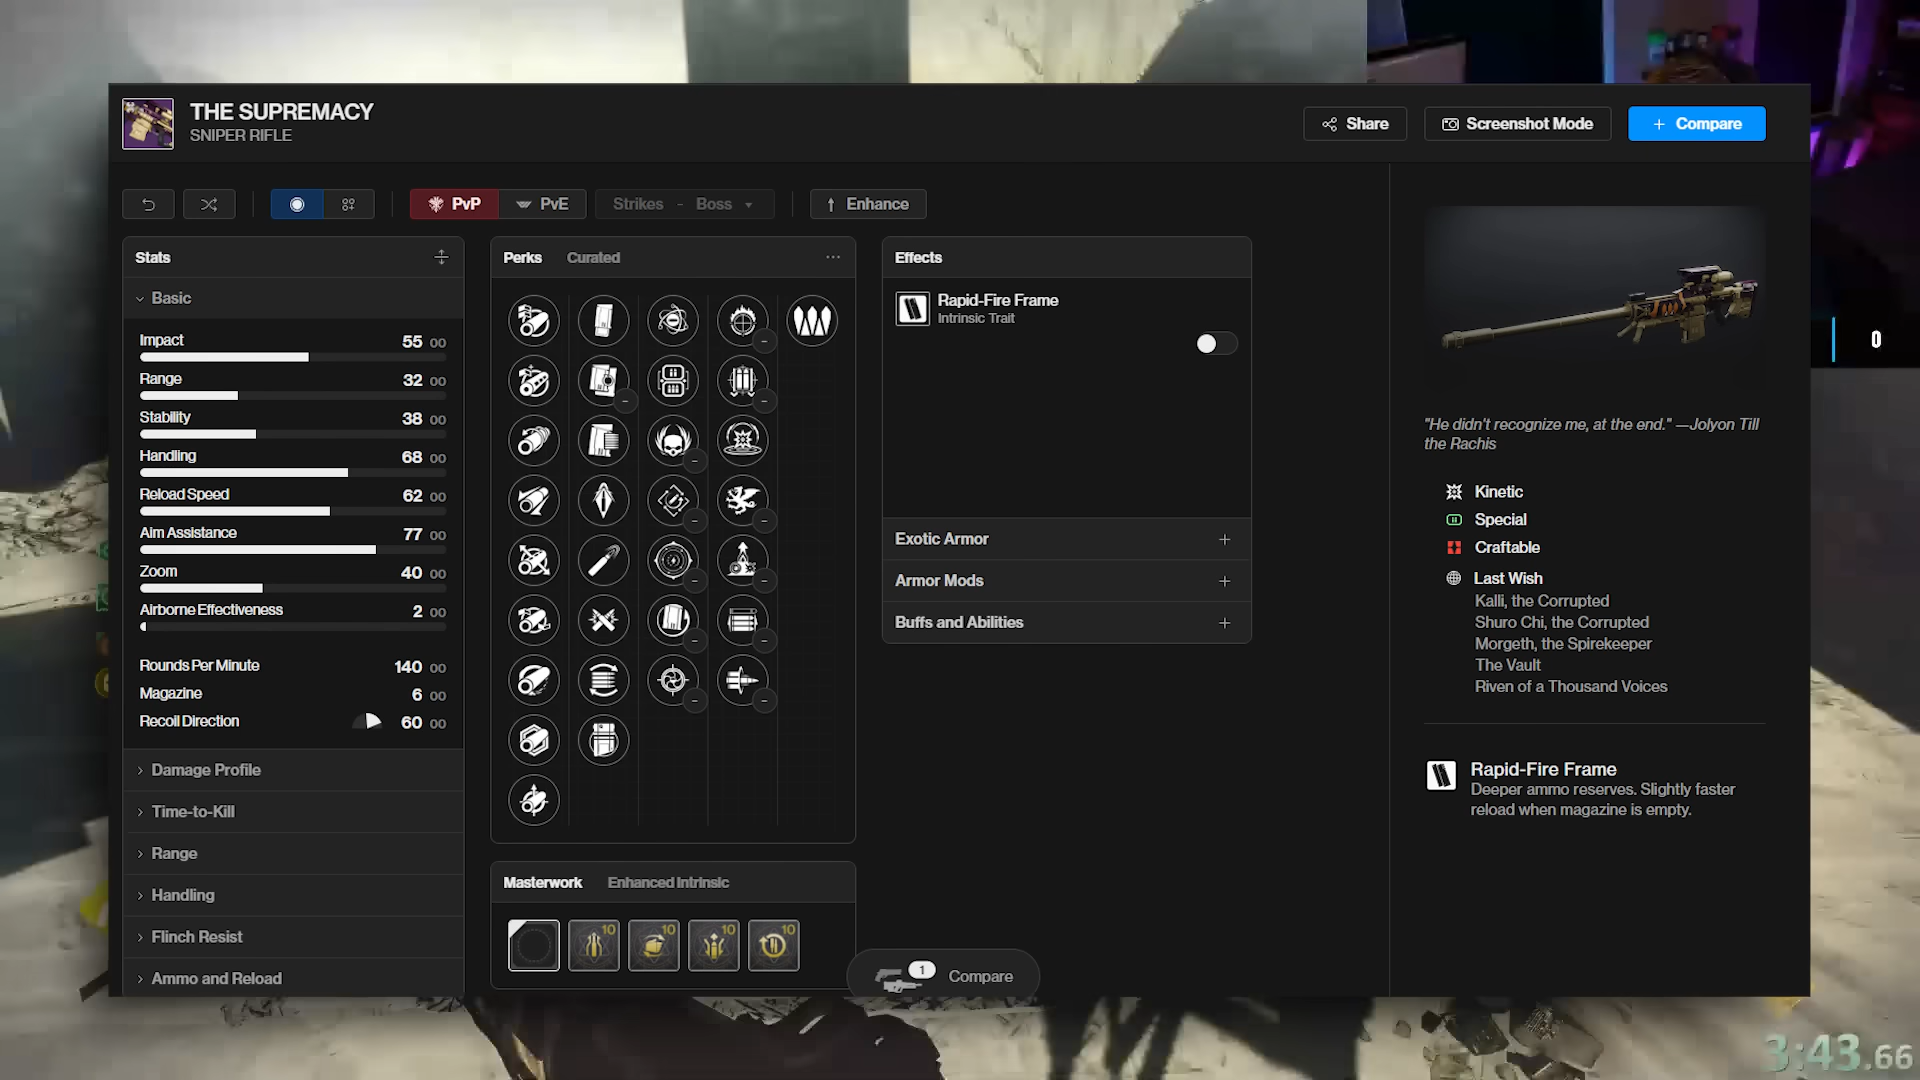 THE SUPREMACY
SNIPER RIFLE
Share
Screenshot Mode
+ Compare
PvP
PvE
Strikes - Boss
Enhance
Stats
Basic
Impact 55 00
Range 32 00
Stability 38 00
Handling 68 00
Reload Speed 62 00
Aim Assistance 77 00
Zoom 40 00
Airborne Effectiveness 2 00
Rounds Per Minute 140 00
Magazine 6 00
Recoil Direction 60 00
Damage Profile
Time-to-Kill
Range
Handling
Flinch Resist
Ammo and Reload
Perks Curated
Masterwork Enhanced Intrinsic
10 10 10 10
1 Compare
Effects
Rapid-Fire Frame
Intrinsic Trait
Exotic Armor +
Armor Mods +
Buffs and Abilities +
"He didn't recognize me, at the end." —Jolyon Till
the Rachis
Kinetic
Special
Craftable
Last Wish
Kalli, the Corrupted
Shuro Chi, the Corrupted
Morgeth, the Spirekeeper
The Vault
Riven of a Thousand Voices
Rapid-Fire Frame
Deeper ammo reserves. Slightly faster
reload when magazine is empty.
0
3:43.66